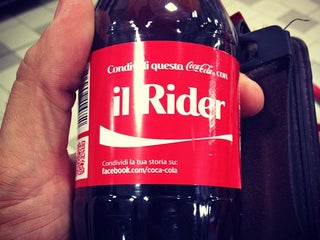 Condividi questa Coca-Cola con
il Rider
Condividi la tua storia su:
facebook.com/coca-cola